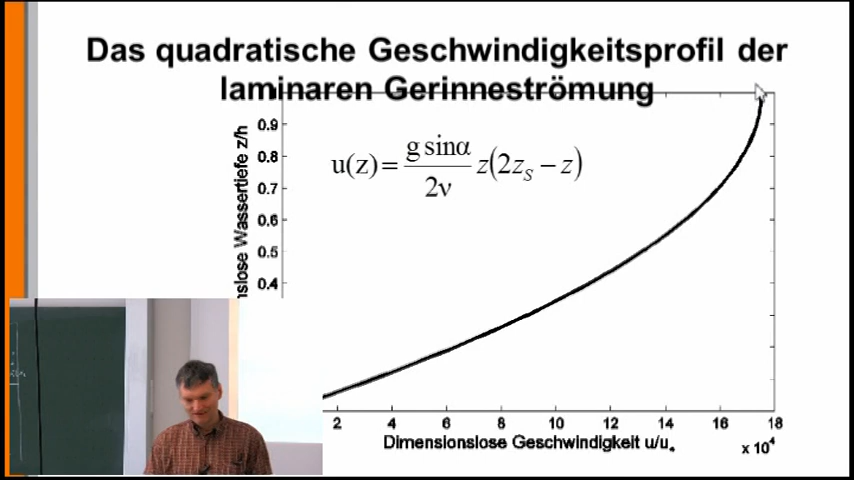 Das quadratische Geschwindigkeitsprofil der
laminaren Gerinneströmung
u(z) = g sinα / 2ν z(2z_S − z)
0.9
0.8
0.7
0.6
0.5
0.4
nslose Wassertiefe z/h
2 4 6 8 10 12 14 16 18
Dimensionslose Geschwindigkeit u/u*
x 10^4